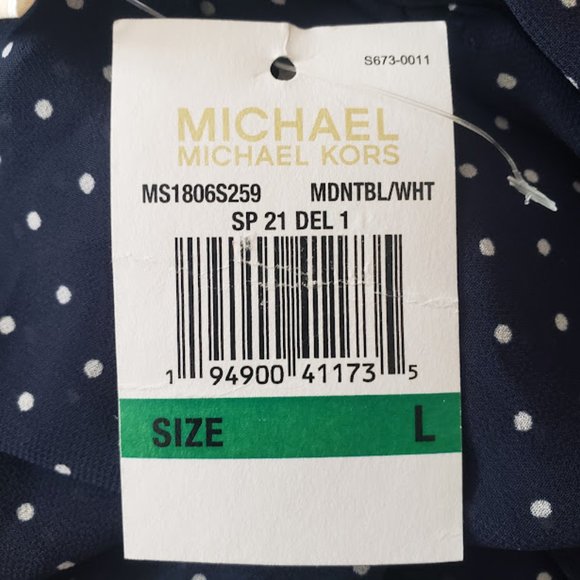 S673-0011
MICHAEL
MICHAEL KORS
MS1806S259 MDNTBL/WHT
SP 21 DEL 1
1 94900 41173 5
SIZE L